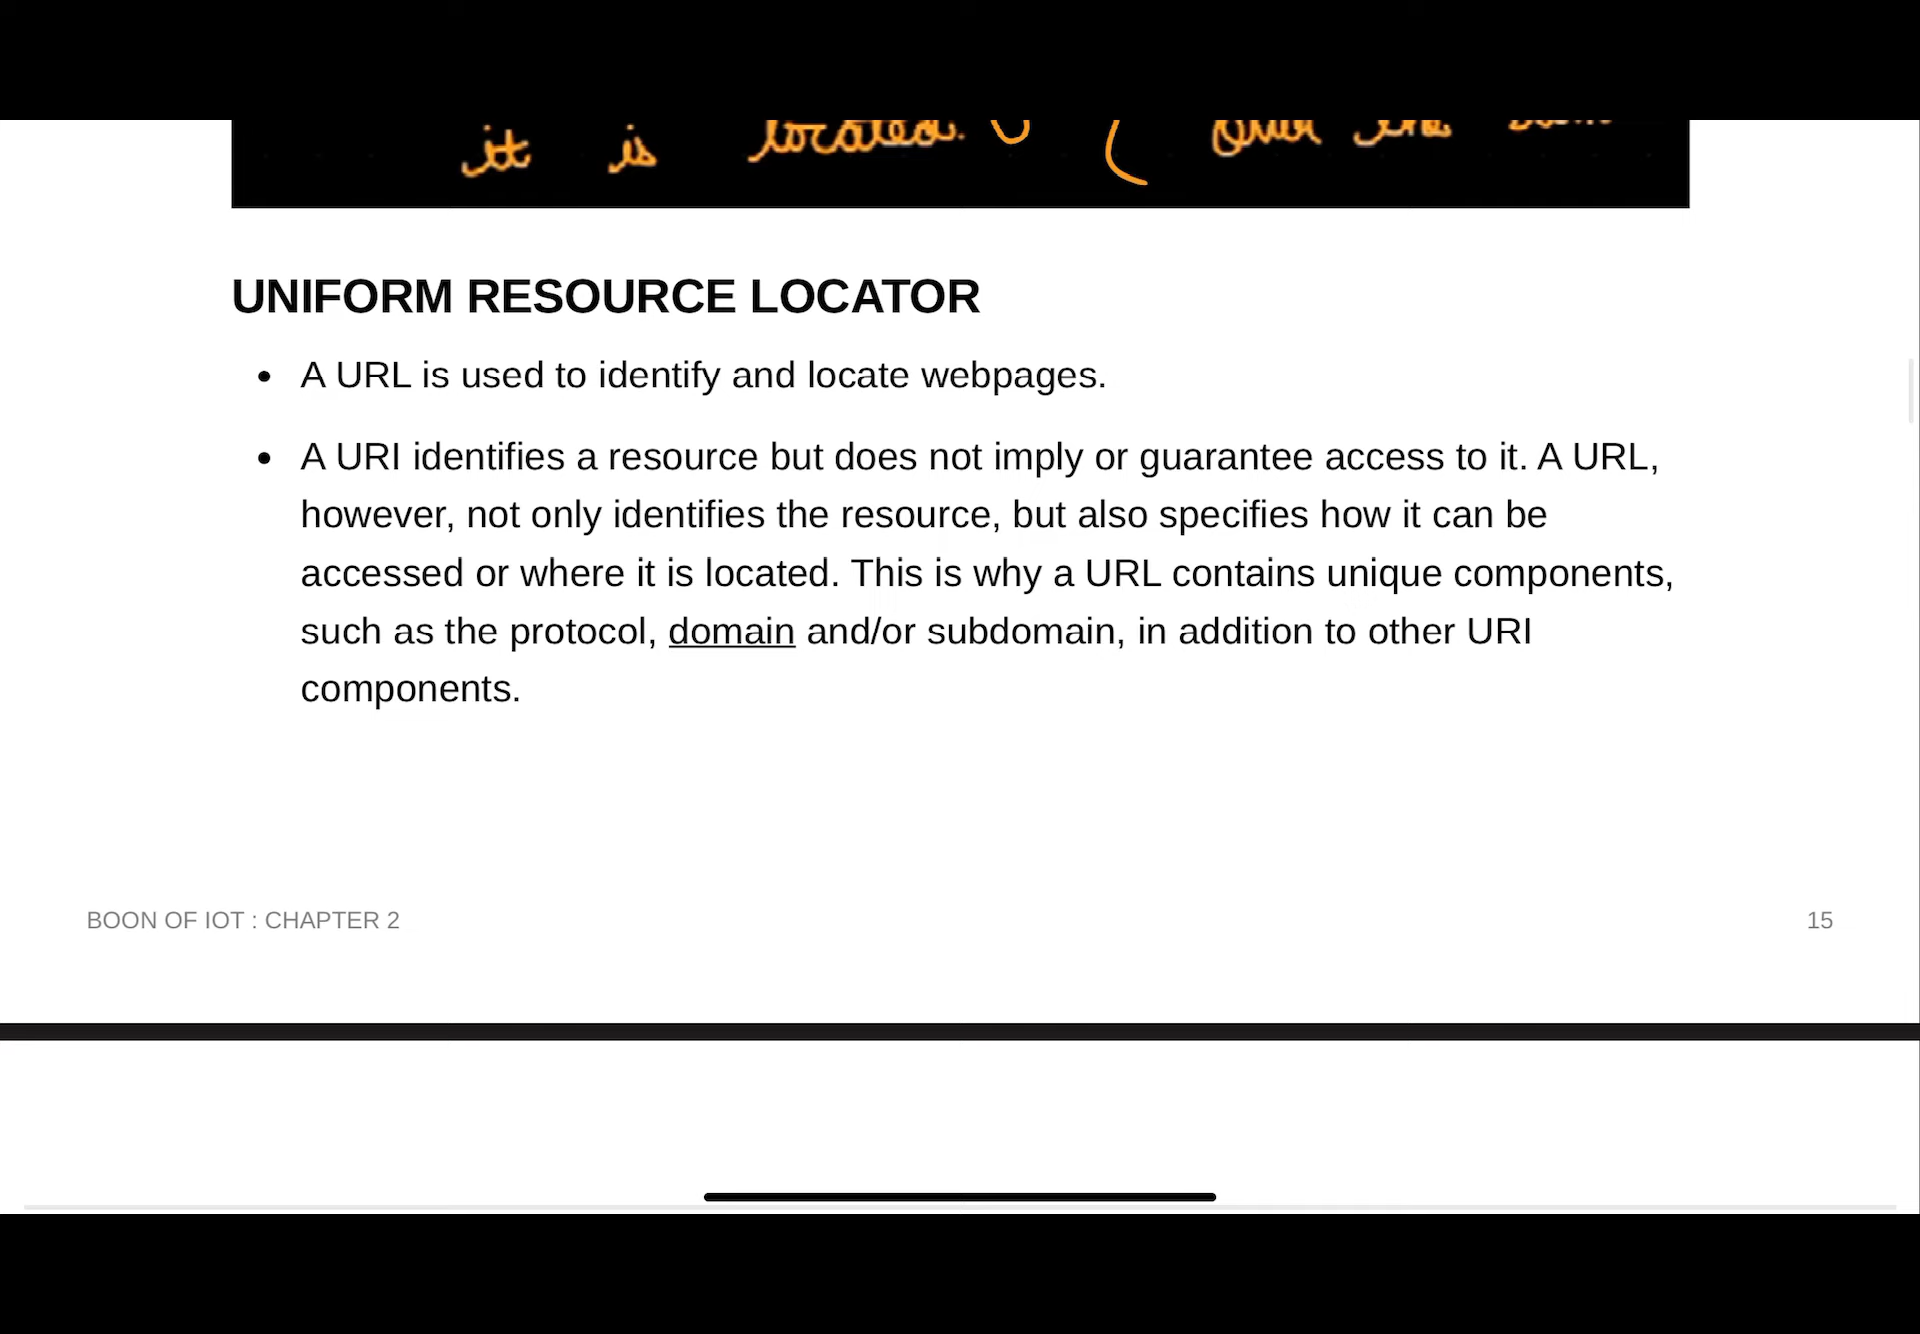 it is located.
UNIFORM RESOURCE LOCATOR
• A URL is used to identify and locate webpages.
• A URI identifies a resource but does not imply or guarantee access to it. A URL,
however, not only identifies the resource, but also specifies how it can be
accessed or where it is located. This is why a URL contains unique components,
such as the protocol, domain and/or subdomain, in addition to other URI
components.
BOON OF IOT : CHAPTER 2
15